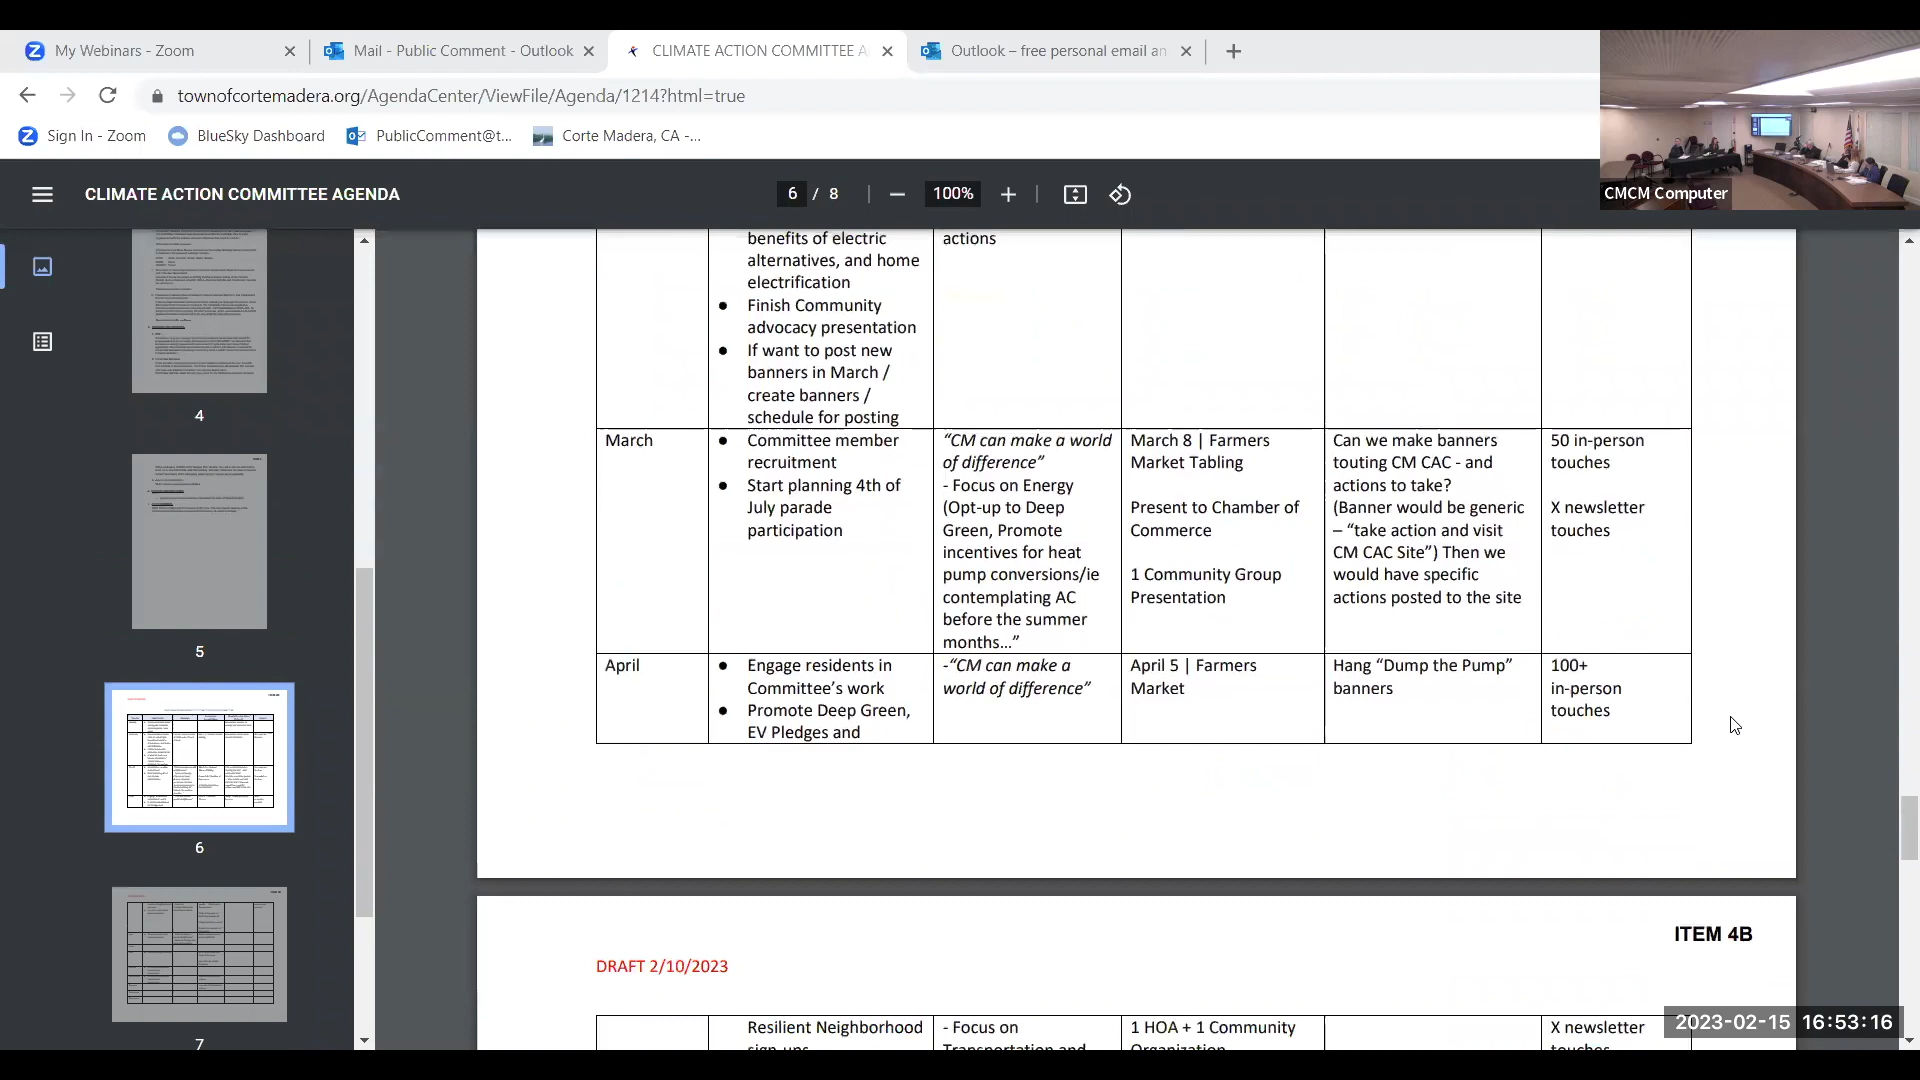 My Webinars - Zoom
Mail - Public Comment - Outlook
CLIMATE ACTION COMMITTEE A
Outlook – free personal email an
townofcortemadera.org/AgendaCenter/ViewFile/Agenda/1214?html=true
Sign In - Zoom
BlueSky Dashboard
PublicComment@t...
Corte Madera, CA -...
CMCM Computer
CLIMATE ACTION COMMITTEE AGENDA
6 / 8
100%
4
5
6
7
benefits of electric
alternatives, and home
electrification
● Finish Community
advocacy presentation
● If want to post new
banners in March /
create banners /
schedule for posting
actions
March
● Committee member
recruitment
● Start planning 4th of
July parade
participation
“CM can make a world
of difference”
- Focus on Energy
(Opt-up to Deep
Green, Promote
incentives for heat
pump conversions/ie
contemplating AC
before the summer
months…”
March 8 | Farmers
Market Tabling
Present to Chamber of
Commerce
1 Community Group
Presentation
Can we make banners
touting CM CAC - and
actions to take?
(Banner would be generic
– “take action and visit
CM CAC Site”) Then we
would have specific
actions posted to the site
50 in-person
touches
X newsletter
touches
April
● Engage residents in
Committee’s work
● Promote Deep Green,
EV Pledges and
-“CM can make a
world of difference”
April 5 | Farmers
Market
Hang “Dump the Pump”
banners
100+
in-person
touches
ITEM 4B
DRAFT 2/10/2023
Resilient Neighborhood
sign-ups
- Focus on
Transportation and
1 HOA + 1 Community
Organization
X newsletter
touches
2023-02-15 16:53:16